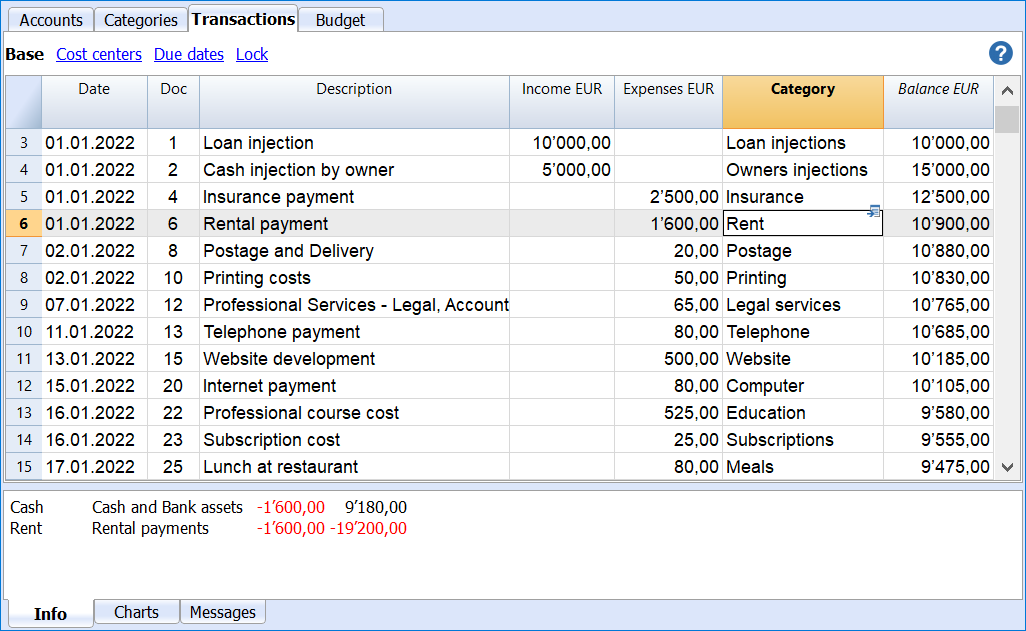 Accounts Categories Transactions Budget
Base Cost centers Due dates Lock ?
Date Doc Description Income EUR Expenses EUR Category Balance EUR
3 01.01.2022 1 Loan injection 10’000,00 Loan injections 10’000,00
4 01.01.2022 2 Cash injection by owner 5’000,00 Owners injections 15’000,00
5 01.01.2022 4 Insurance payment 2’500,00 Insurance 12’500,00
6 01.01.2022 6 Rental payment 1’600,00 Rent 10’900,00
7 02.01.2022 8 Postage and Delivery 20,00 Postage 10’880,00
8 02.01.2022 10 Printing costs 50,00 Printing 10’830,00
9 07.01.2022 12 Professional Services - Legal, Account 65,00 Legal services 10’765,00
10 11.01.2022 13 Telephone payment 80,00 Telephone 10’685,00
11 13.01.2022 15 Website development 500,00 Website 10’185,00
12 15.01.2022 20 Internet payment 80,00 Computer 10’105,00
13 16.01.2022 22 Professional course cost 525,00 Education 9’580,00
14 16.01.2022 23 Subscription cost 25,00 Subscriptions 9’555,00
15 17.01.2022 25 Lunch at restaurant 80,00 Meals 9’475,00
Cash Cash and Bank assets -1’600,00 9’180,00
Rent Rental payments -1’600,00 -19’200,00
Info Charts Messages